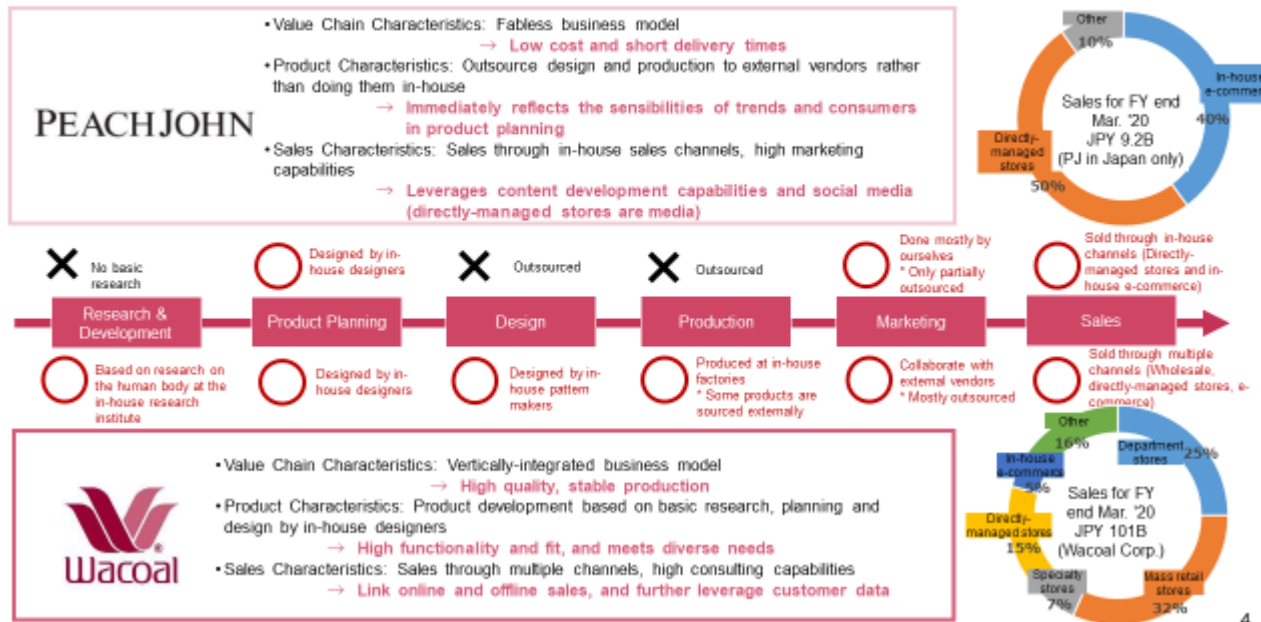 PEACH JOHN
•Value Chain Characteristics: Fabless business model
→ Low cost and short delivery times
•Product Characteristics: Outsource design and production to external vendors rather
than doing them in-house
→ Immediately reflects the sensibilities of trends and consumers
in product planning
•Sales Characteristics: Sales through in-house sales channels, high marketing
capabilities
→ Leverages content development capabilities and social media
(directly-managed stores are media)
Other
10%
In-house
e-commerce
40%
Directly-
managed
stores
50%
Sales for FY end
Mar. '20
JPY 9.2B
(PJ in Japan only)
No basic
research
Designed by
in-
house designers
Outsourced
Outsourced
Done mostly by
ourselves
* Only partially
outsourced
Sold through in-house
channels (Directly-
managed stores and in-
house e-commerce)
Research &
Development
Product Planning
Design
Production
Marketing
Sales
Based on research on
the human body at the
in-house research
institute
Designed by in-
house designers
Designed by in-
house pattern
makers
Produced at in-house
factories
* Some products are
sourced externally
Collaborate with
external vendors
* Mostly outsourced
Sold through multiple
channels (Wholesale,
directly-managed stores, e-
commerce)
Wacoal
•Value Chain Characteristics: Vertically-integrated business model
→ High quality, stable production
•Product Characteristics: Product development based on basic research, planning and
design by in-house designers
→ High functionality and fit, and meets diverse needs
•Sales Characteristics: Sales through multiple channels, high consulting capabilities
→ Link online and offline sales, and further leverage customer data
Other
16%
Department
stores
25%
In-house
e-commerce
5%
Directly-
managed stores
15%
Specialty
stores
7%
Mass retail
stores
32%
Sales for FY
end Mar. '20
JPY 101B
(Wacoal Corp.)
4